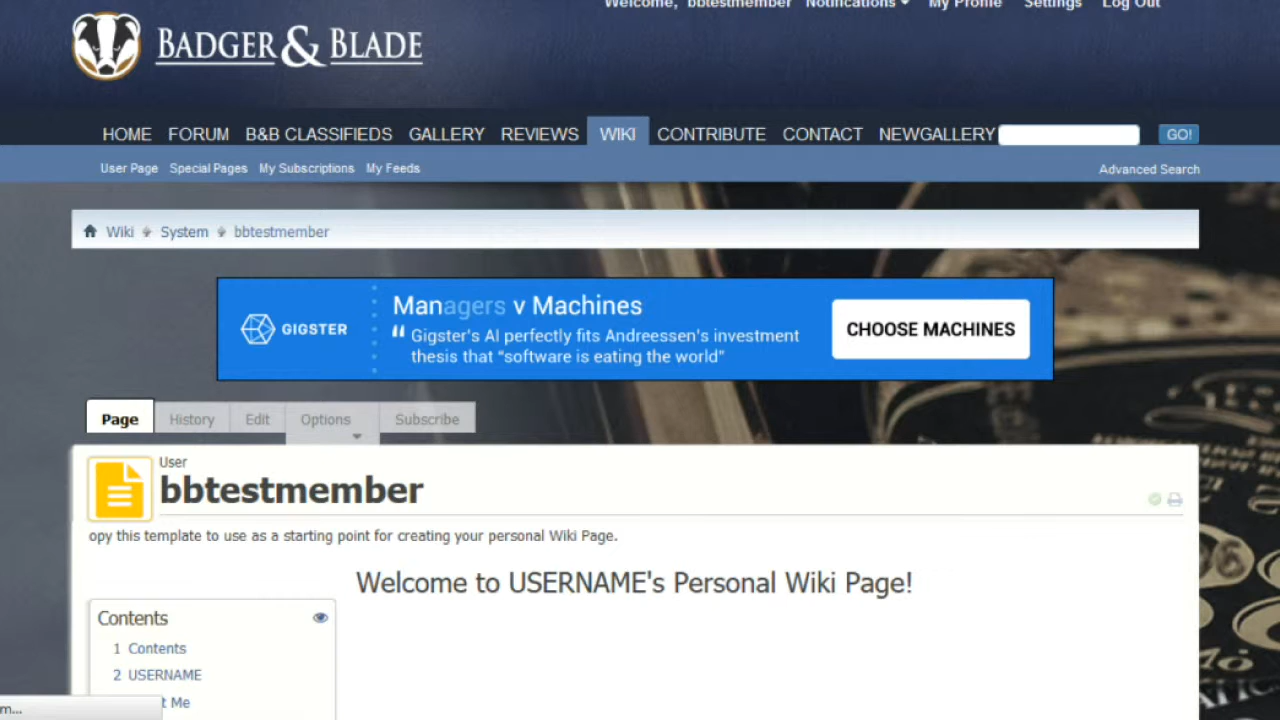 Welcome, bbtestmember Notifications My Profile Settings Log Out
BADGER & BLADE
HOME FORUM B&B CLASSIFIEDS GALLERY REVIEWS WIKI CONTRIBUTE CONTACT NEWGALLERY GO!
User Page Special Pages My Subscriptions My Feeds Advanced Search
Wiki System bbtestmember
Managers v Machines
GIGSTER
“ Gigster's AI perfectly fits Andreessen's investment
thesis that “software is eating the world”
CHOOSE MACHINES
Page History Edit Options Subscribe
User
bbtestmember
opy this template to use as a starting point for creating your personal Wiki Page.
Welcome to USERNAME's Personal Wiki Page!
Contents
1 Contents
2 USERNAME
t Me
m...